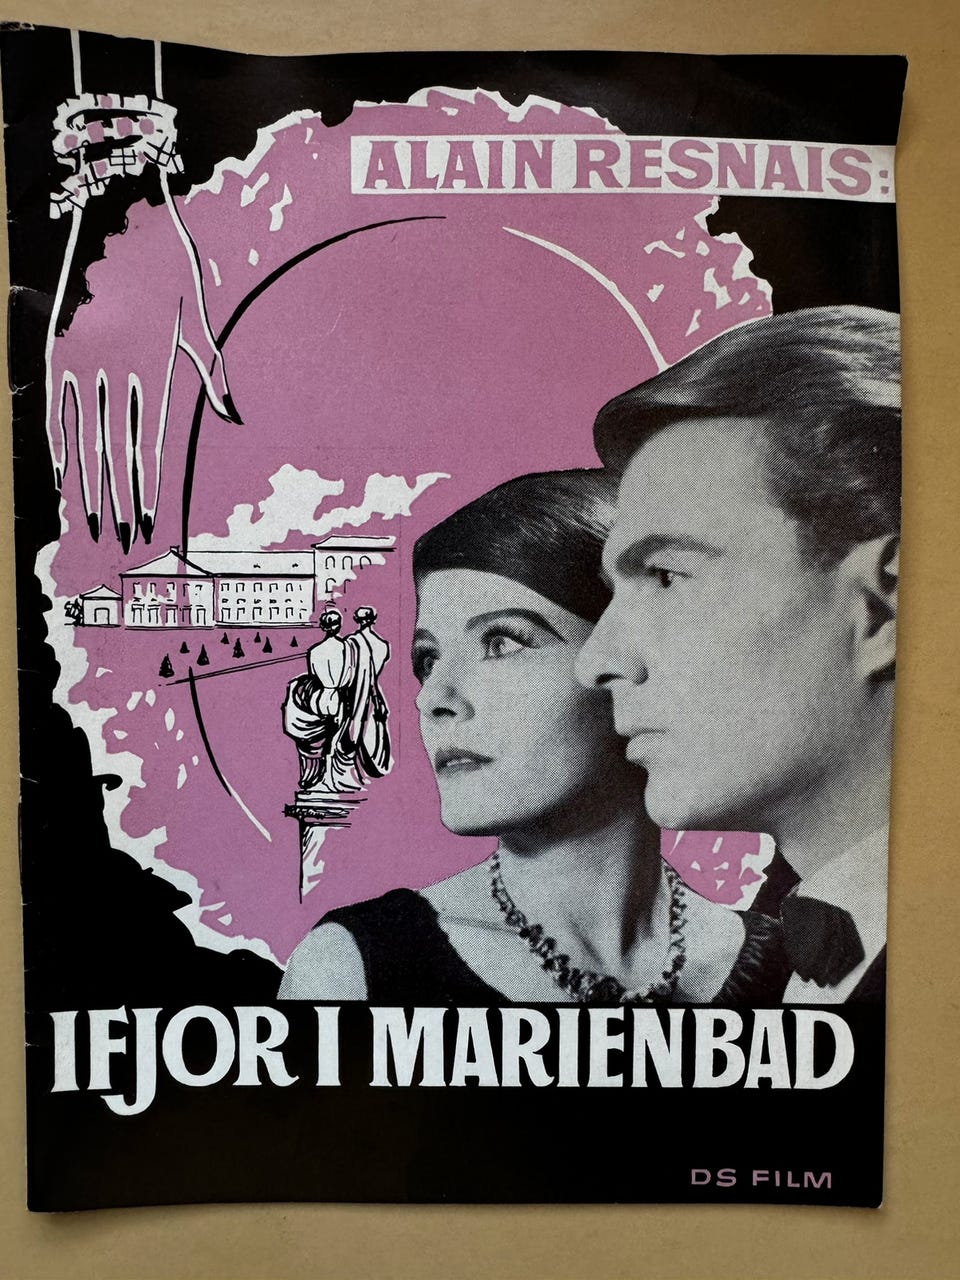 ALAIN RESNAIS:
IFJOR I MARIENBAD
DS FILM